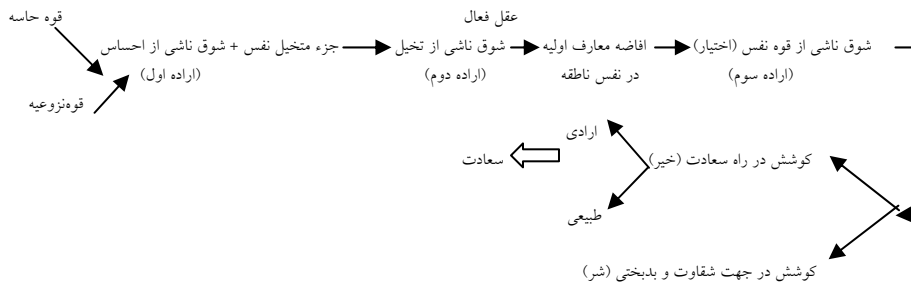 عقل فعال
قوه حاسه
جزء متخیل نفس + شوق ناشی از احساس
(اراده اول)
شوق ناشی از تخیل
(اراده دوم)
افاضه معارف اولیه
در نفس ناطقه
شوق ناشی از قوه نفس (اختیار)
(اراده سوم)
قوه‌نزوعیه
ارادی
کوشش در راه سعادت (خیر)
سعادت
طبیعی
کوشش در جهت شقاوت و بدبختی (شر)